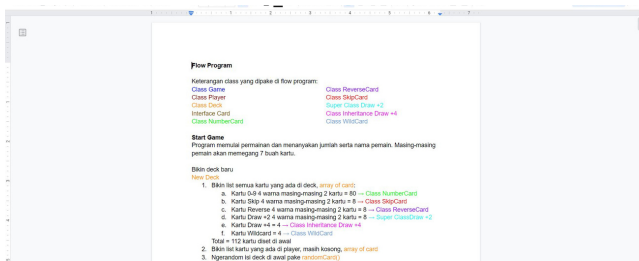 Flow Program
Keterangan class yang dipake di flow program:
Class Game
Class ReverseCard
Class Player
Class SkipCard
Class Deck
Super Class Draw +2
Interface Card
Class Inheritance Draw +4
Class NumberCard
Class WildCard
Start Game
Program memulai permainan dan menanyakan jumlah serta nama pemain. Masing-masing
pemain akan memegang 7 buah kartu.
Bikin deck baru
New Deck
1. Bikin list semua kartu yang ada di deck, array of card)
a. Kartu 0-9 4 warna masing-masing 2 kartu = 80 → Class NumberCard
b. Kartu Skip 4 warna masing-masing 2 kartu = 8 → Class SkipCard
c. Kartu Reverse 4 warna masing-masing 2 kartu = 8 → Class ReverseCard
d. Kartu Draw +2 4 warna masing-masing 2 kartu = 8 → Super ClassDraw +2
e. Kartu Draw +4 = 4 → Class Inheritance Draw +4
f. Kartu Wildcard = 4 → Class WildCard
Total = 112 kartu diset di awal
2. Bikin list kartu yang ada di player, masih kosong, array of card
3. Ngerandom isi deck di awal pake randomCard()